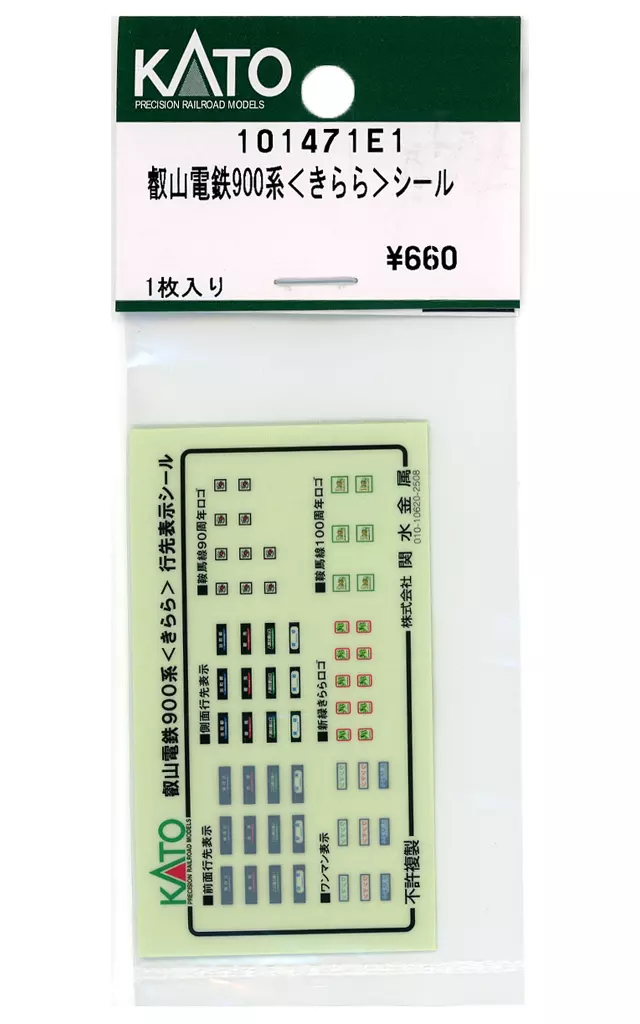 KATO
PRECISION RAILROAD MODELS
101471E1
叡山電鉄900系<きらら>シール
¥660
1枚入り
KATO
PRECISION RAILROAD MODELS
叡山電鉄900系<きらら> 行先表示シール
■前面行先表示
■側面行先表示
■鞍馬線90周年ロゴ
■ワンマン表示
■新緑きららロゴ
■鞍馬線100周年ロゴ
不許複製
株式会社 関水金属
010-10620-2508